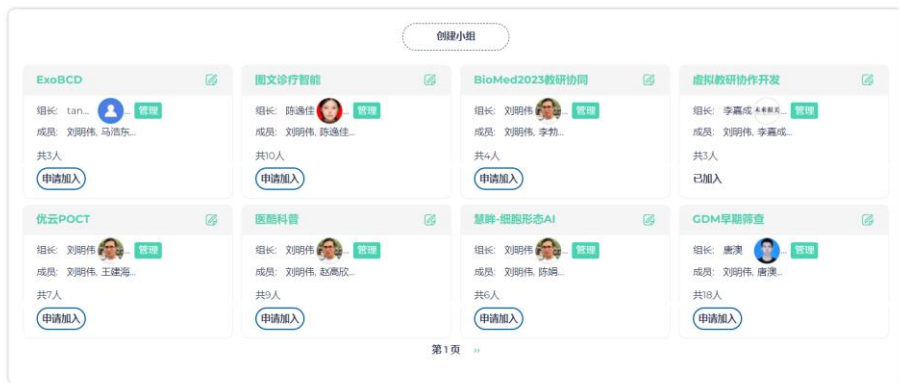 创建小组
ExoBCD
组长: tan... 管理
成员: 刘明伟, 马浩东...
共3人
申请加入
图文诊疗智能
组长: 陈逸佳... 管理
成员: 刘明伟, 陈逸佳...
共10人
申请加入
BioMed2023教研协同
组长: 刘明伟... 管理
成员: 刘明伟, 李勃...
共4人
申请加入
虚拟教研协作开发
组长: 李嘉成... 管理
成员: 刘明伟, 李嘉成...
共3人
已加入
优云POCT
组长: 刘明伟... 管理
成员: 刘明伟, 王建海...
共7人
申请加入
医酷科普
组长: 刘明伟... 管理
成员: 刘明伟, 赵高欣...
共9人
申请加入
慧眸-细胞形态AI
组长: 刘明伟... 管理
成员: 刘明伟, 陈娟...
共6人
申请加入
GDM早期筛查
组长: 唐澳... 管理
成员: 刘明伟, 唐澳...
共18人
申请加入
第1页 »